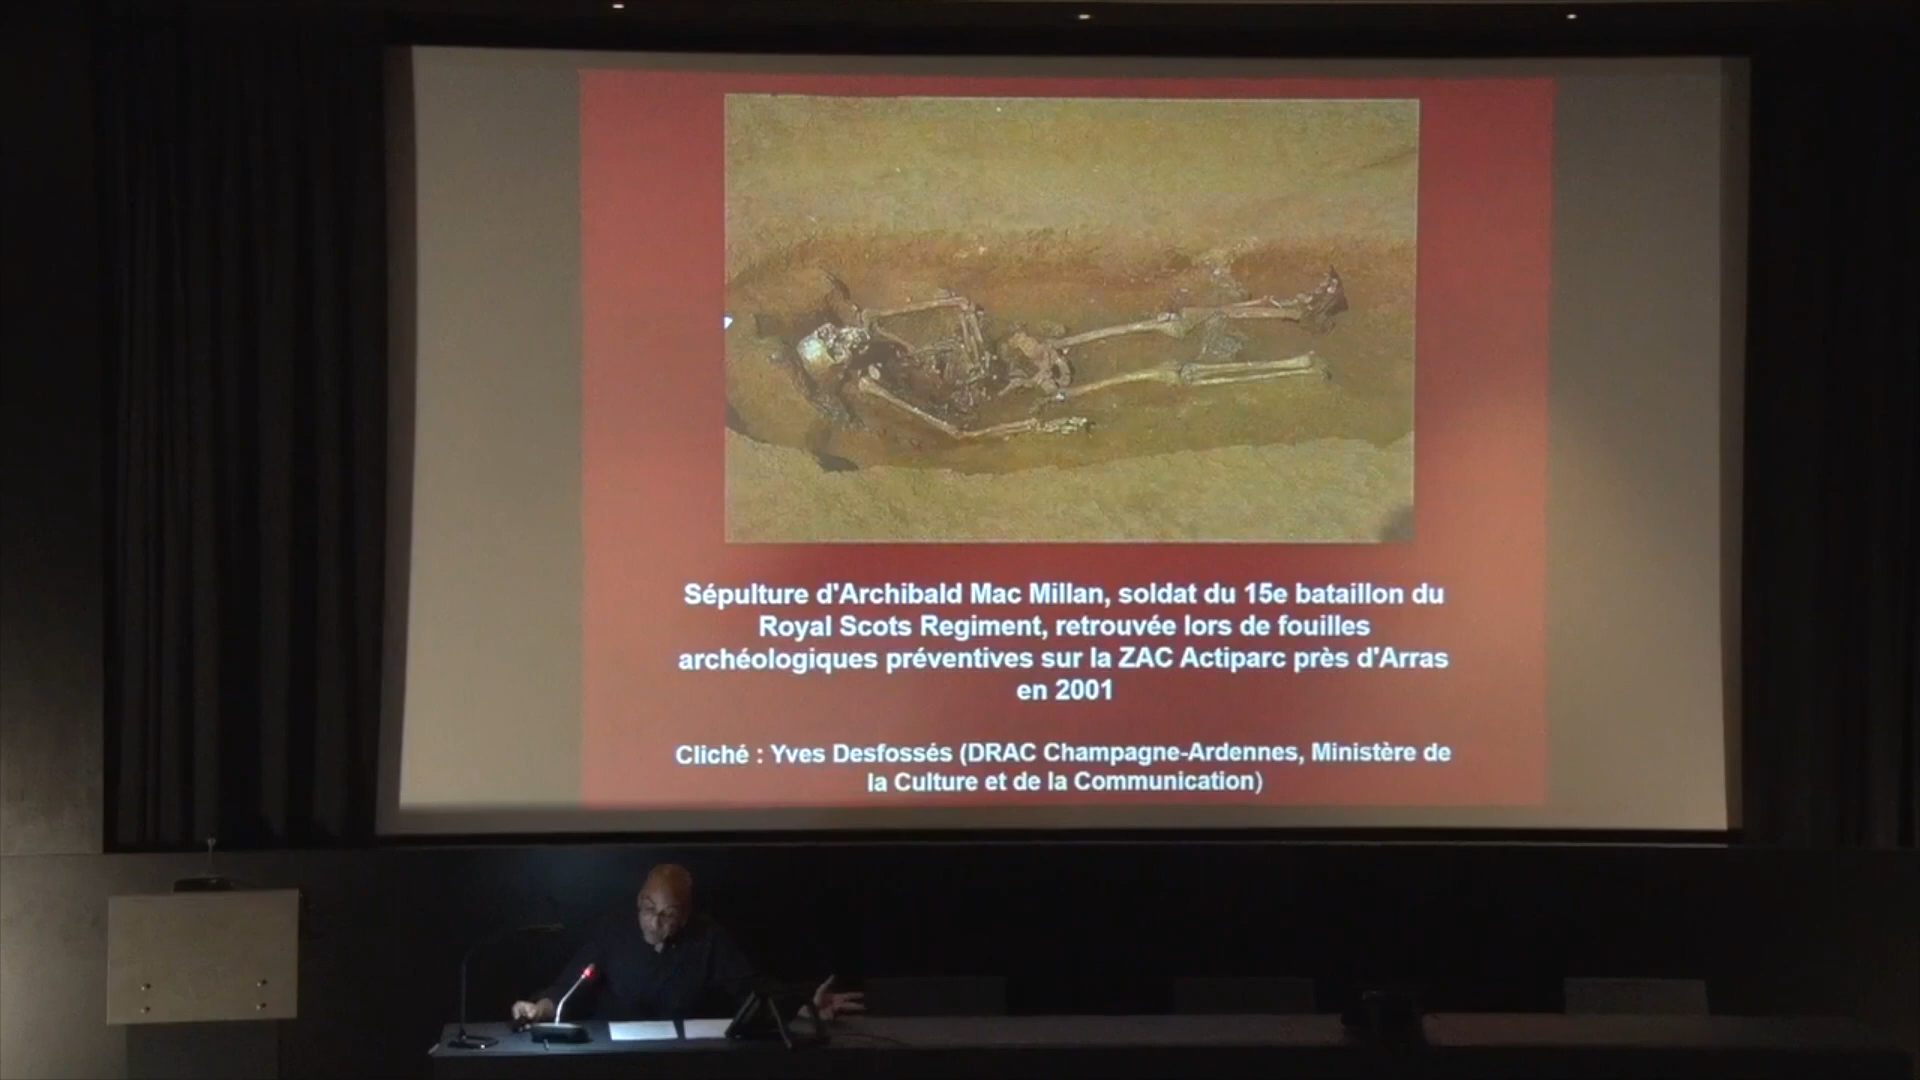 Sépulture d'Archibald Mac Millan, soldat du 15e bataillon du
Royal Scots Regiment, retrouvée lors de fouilles
archéologiques préventives sur la ZAC Actiparc près d'Arras
en 2001
Cliché : Yves Desfossés (DRAC Champagne-Ardennes, Ministère de
la Culture et de la Communication)